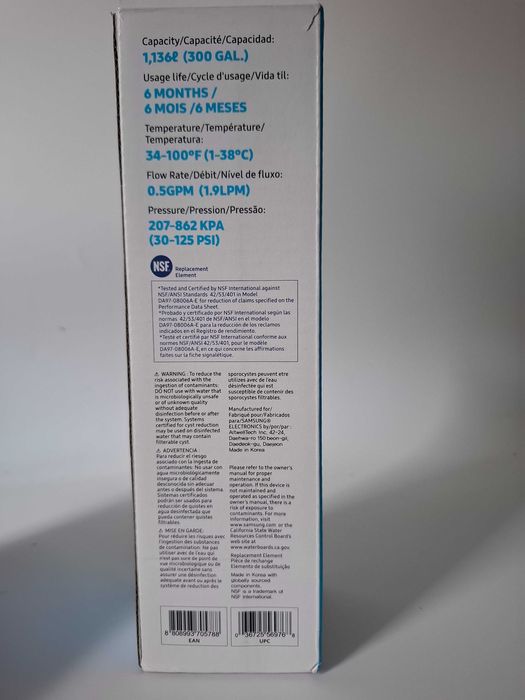 Capacity/Capacité/Capacidad:
1,136ℓ (300 GAL.)
Usage life/Cycle d'usage/Vida til:
6 MONTHS /
6 MOIS /6 MESES
Temperature/Température/
Temperatura:
34-100°F (1-38°C)
Flow Rate/Débit/Nível de fluxo:
0.5GPM (1.9LPM)
Pressure/Pression/Pressão:
207-862 KPA
(30-125 PSI)
NSF Replacement
Element
*Tested and Certified by NSF International against
NSF/ANSI Standards 42/53/401 in Model
DA97-08006A-E for reduction of claims specified on the
Performance Data Sheet.
*Probado y certificado por NSF International según las
normas 42/53/401 de NSF/ANSI en el modelo
DA97-08006A-E para la reducción de los reclamos
indicados en el Registro de rendimiento.
*Testé et certifié par NSF International conforme aux
normes NSF/ANSI 42/53/401, pour le modèle
DA97-08006A-E, en ce qui concerne les affirmations
faites sur la fiche signalétique.
⚠ WARNING : To reduce the
risk associated with the
ingestion of contaminants:
DO NOT use with water that
is microbiologically unsafe
or of unknown quality
without adequate
disinfection before or after
the system. Systems
certified for cyst reduction
may be used on disinfected
water that may contain
filterable cyst.
⚠ ADVERTENCIA :
Para reducir el riesgo
asociado con la ingesta de
contaminantes: No usar con
agua microbiológicamente
insegura o de calidad
desconocida sin adecuada
antes o después del sistema.
Sistemas certificados
podrán ser usados para
reducción de quistes en
agua desinfectada que
pueda contener quistes
filtrables.
⚠ MISE EN GARDE:
Pour réduire les risques avec
l'ingestion des substances
de contamination: Ne pas
utiliser avec de l'eau qui
n'est pas sure de point de
vue microbiologique ou de
qualité incertaine sans
assurer une désinfection
adéquate avant ou après le
système de reduction des
sporocystes peuvent etre
utilizes avec de l'eau
désinfectée qui est
susceptible de contenir des
sporocystes filtrables.
Manufactured for/
Fabriqué pour/Fabricados
para/SAMSUNG®
ELECTRONICS by/por/par :
AitwellTech Inc. 42-24,
Daehwa-ro 150 beon-gil,
Daedeok-gu, Daejeon
Made in Korea
Please refer to the owner's
manual for proper
maintenance and
operation. If this device is
not maintained and
operated as specified in the
owner's manual, there is a
risk of exposure to
contaminants. For more
information, visit
www.samsung.com or the
California State Water
Resources Control Board's
web site at
www.waterboards.ca.gov.
Replacement Element
Pièce de rechange
Elemento de substituição
Made in Korea with
globally sourced
components.
NSF is a trademark of
NSF International.
8 808993 705788
EAN
0 36725 56976 8
UPC